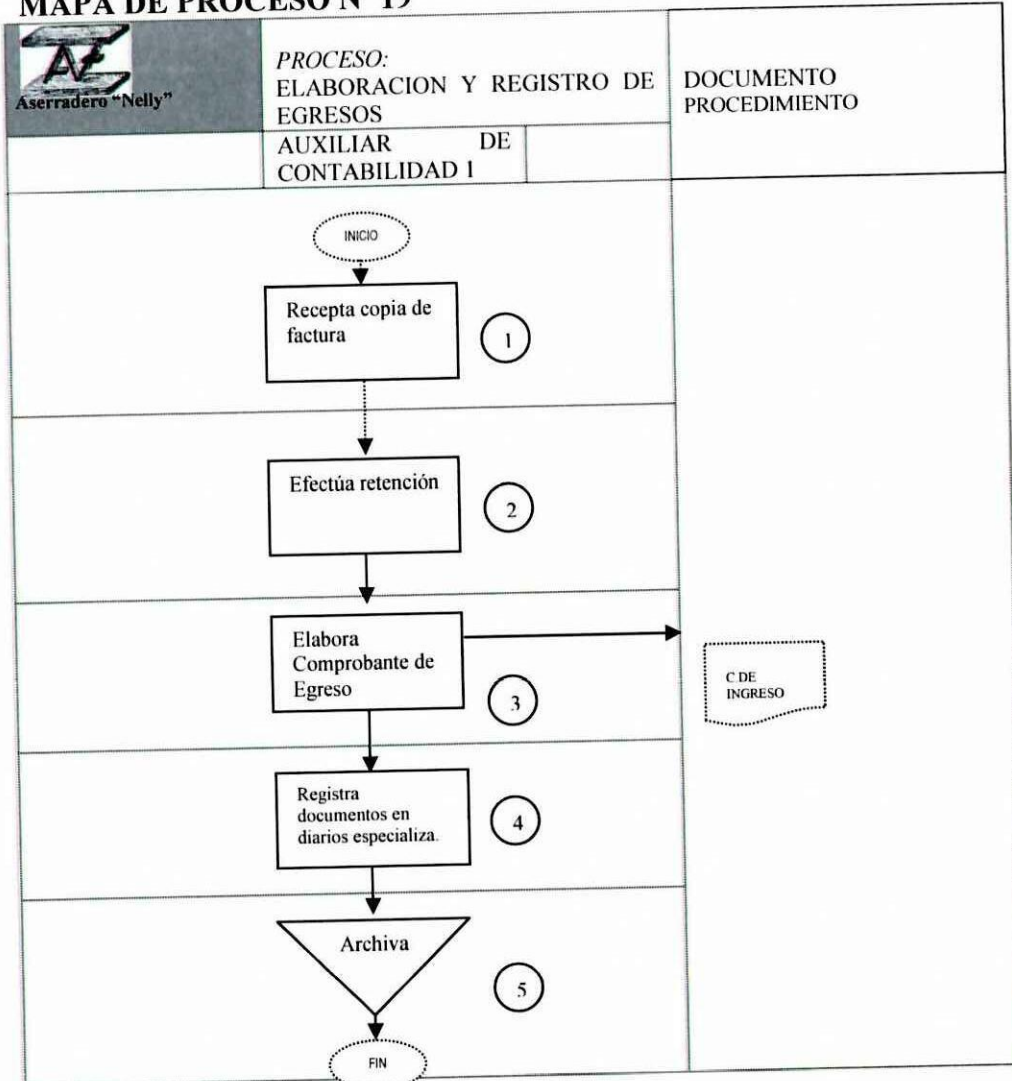 MAPA DE PROCESO N° 19
Aserradero "Nelly"
PROCESO:
ELABORACION Y REGISTRO DE
EGRESOS
AUXILIAR DE
CONTABILIDAD 1
DOCUMENTO
PROCEDIMIENTO
INICIO
Recepta copia de
factura
1
Efectúa retención
2
Elabora
Comprobante de
Egreso
3
C DE
INGRESO
Registra
documentos en
diarios especializa.
4
Archiva
5
FIN